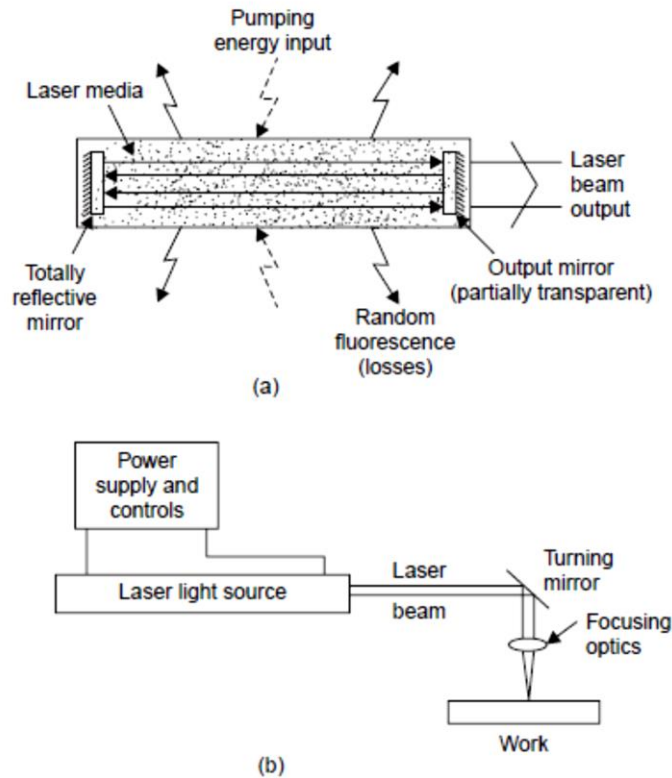 Pumping
energy input
Laser media
Laser
beam
output
Totally
reflective
mirror
Output mirror
(partially transparent)
Random
fluorescence
(losses)
(a)
Power
supply and
controls
Laser light source
Laser
beam
Turning
mirror
Focusing
optics
Work
(b)